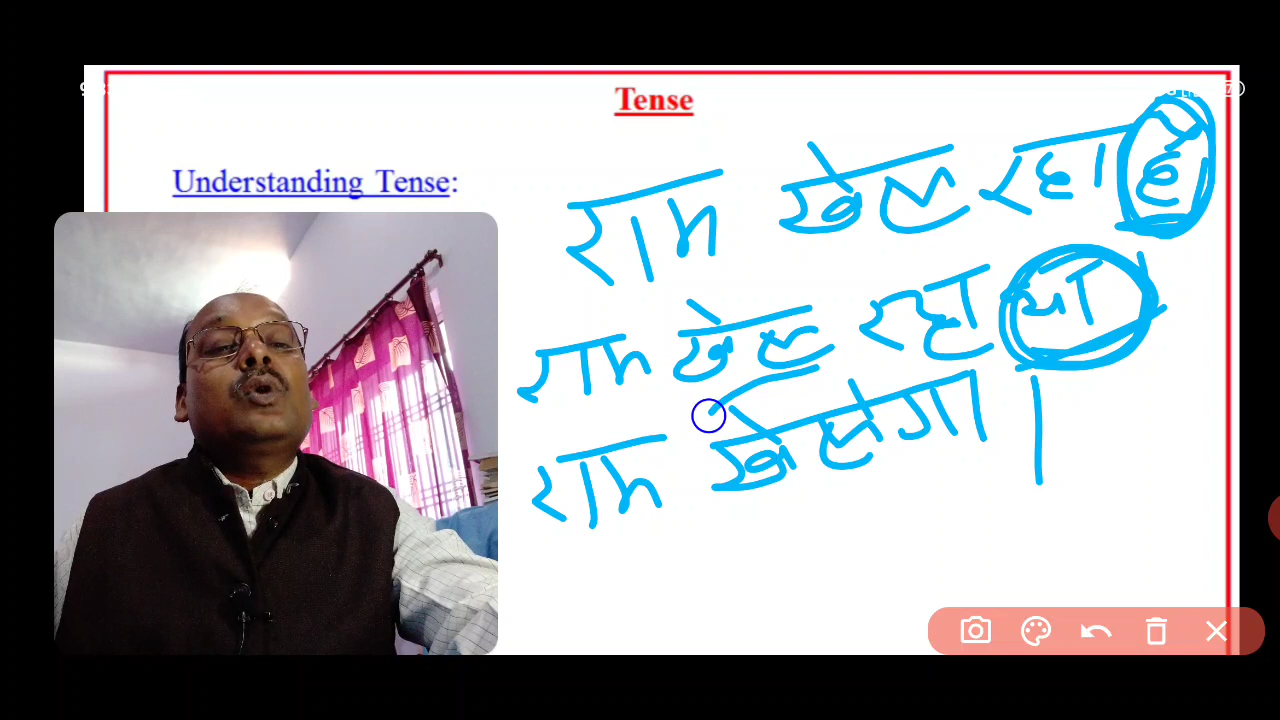 Tense
Understanding Tense:
राम खेल रहा है
राम खेल रहा था
राम खेलेगा |